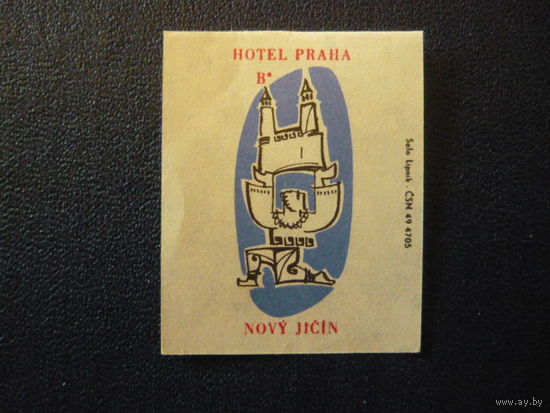 HOTEL PRAHA
B*
Solo Lipník . ČSN 49 4705
NOVÝ JIČÍN
www.ay.by